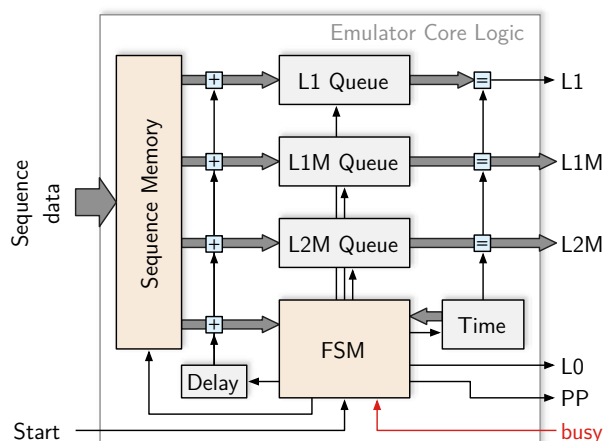 Emulator Core Logic
Sequence
data
Sequence Memory
+
L1 Queue
=
L1
+
L1M Queue
=
L1M
+
L2M Queue
=
L2M
+
FSM
Time
Delay
L0
PP
Start
busy